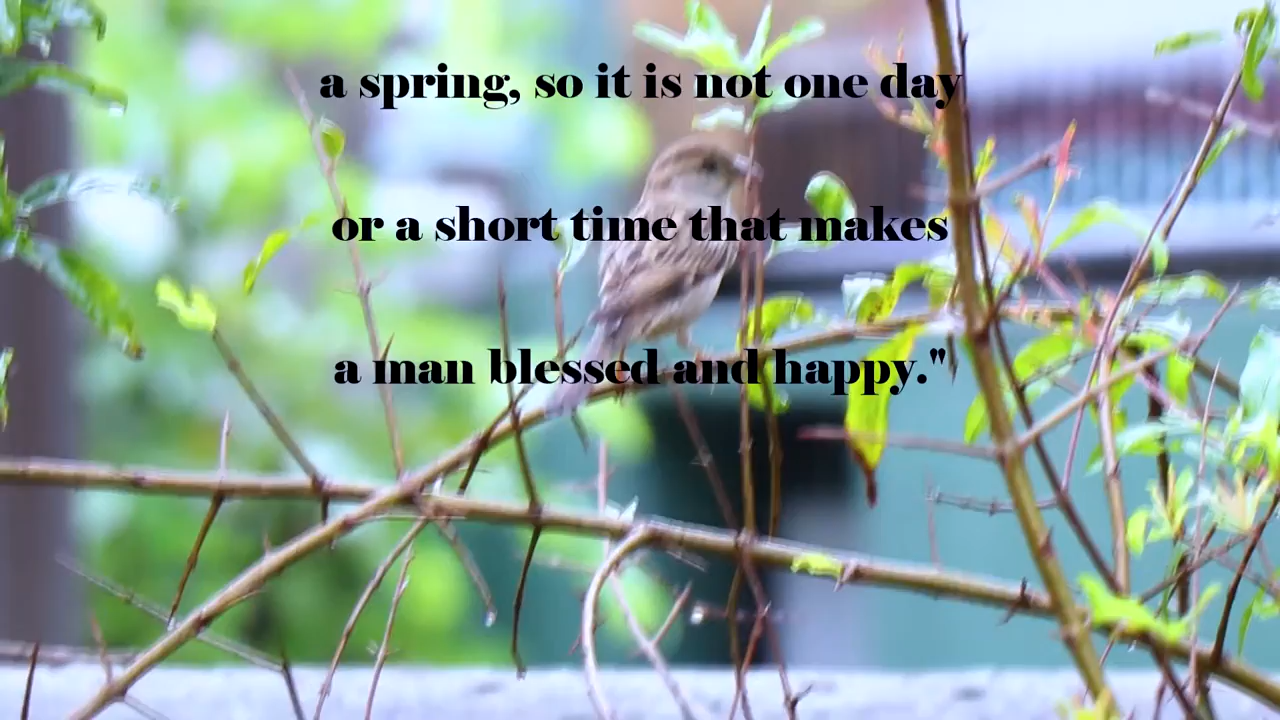 a spring, so it is not one day
or a short time that makes
a man blessed and happy."